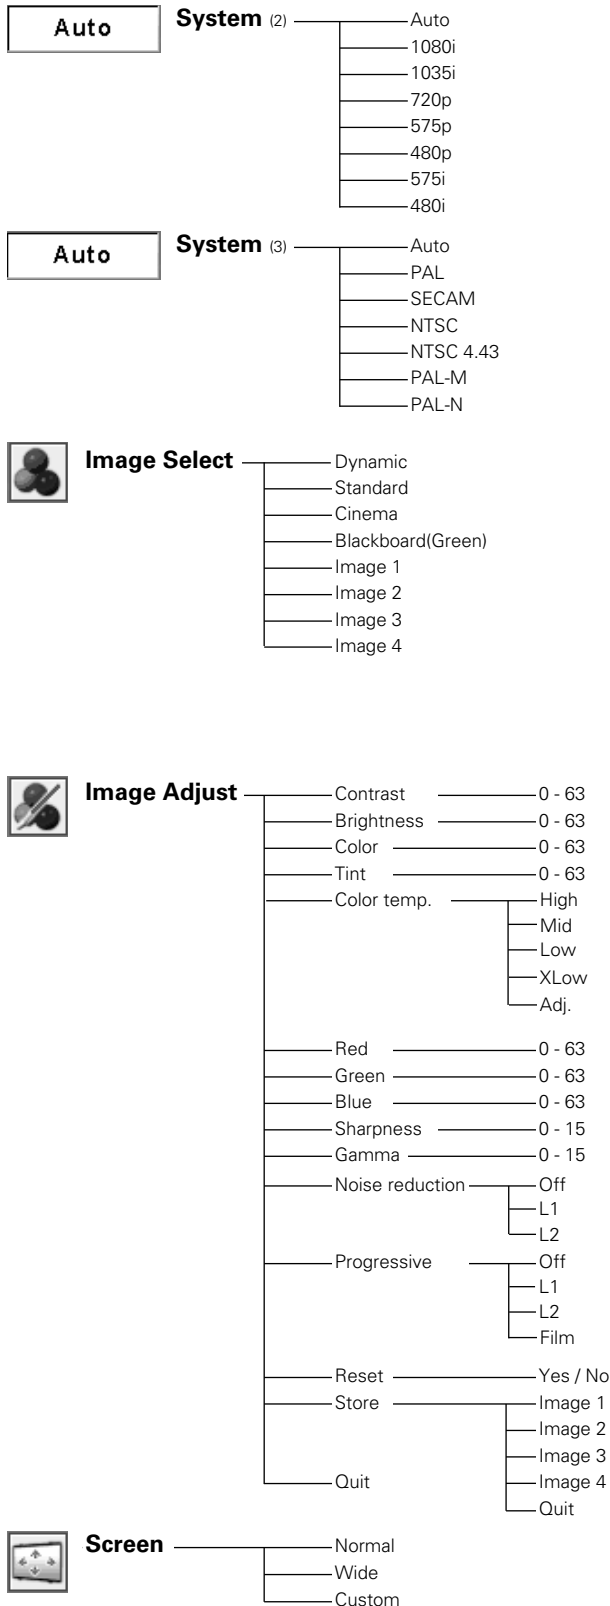 Auto
System (2)
Auto
1080i
1035i
720p
575p
480p
575i
480i
Auto
System (3)
Auto
PAL
SECAM
NTSC
NTSC 4.43
PAL-M
PAL-N
Image Select
Dynamic
Standard
Cinema
Blackboard(Green)
Image 1
Image 2
Image 3
Image 4
Image Adjust
Contrast 0 - 63
Brightness 0 - 63
Color 0 - 63
Tint 0 - 63
Color temp. High
Mid
Low
XLow
Adj.
Red 0 - 63
Green 0 - 63
Blue 0 - 63
Sharpness 0 - 15
Gamma 0 - 15
Noise reduction Off
L1
L2
Progressive Off
L1
L2
Film
Reset Yes / No
Store Image 1
Image 2
Image 3
Quit Image 4
Quit
Screen
Normal
Wide
Custom